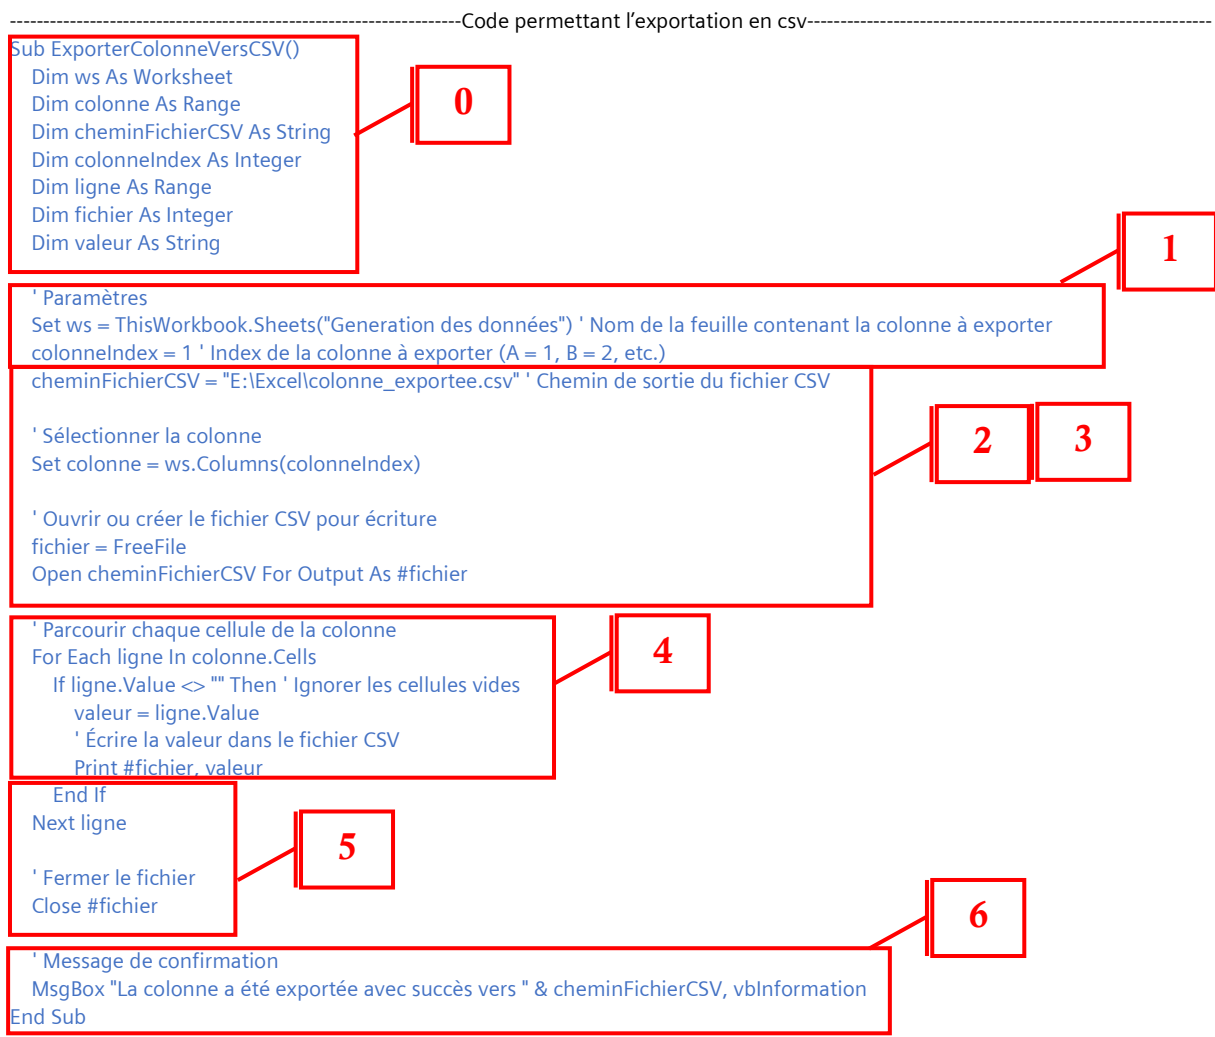 -----Code permettant l’exportation en csv-----
Sub ExporterColonneVersCSV()
Dim ws As Worksheet
Dim colonne As Range
Dim cheminFichierCSV As String
Dim colonneIndex As Integer
Dim ligne As Range
Dim fichier As Integer
Dim valeur As String
0
1
' Paramètres
Set ws = ThisWorkbook.Sheets("Generation des données") ' Nom de la feuille contenant la colonne à exporter
colonneIndex = 1 ' Index de la colonne à exporter (A = 1, B = 2, etc.)
cheminFichierCSV = "E:\Excel\colonne_exportee.csv" ' Chemin de sortie du fichier CSV
' Sélectionner la colonne
Set colonne = ws.Columns(colonneIndex)
2 3
' Ouvrir ou créer le fichier CSV pour écriture
fichier = FreeFile
Open cheminFichierCSV For Output As #fichier
' Parcourir chaque cellule de la colonne
For Each ligne In colonne.Cells
If ligne.Value <> "" Then ' Ignorer les cellules vides
valeur = ligne.Value
' Écrire la valeur dans le fichier CSV
Print #fichier, valeur
4
End If
Next ligne
5
' Fermer le fichier
Close #fichier
6
' Message de confirmation
MsgBox "La colonne a été exportée avec succès vers " & cheminFichierCSV, vbInformation
End Sub